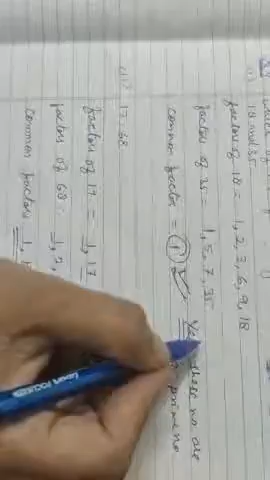 18 and 35
factors of 18 = 1, 2, 3, 6, 9, 18
factors of 35 = 1, 5, 7, 35
common factor = 1
Yes these no are
prime no
17, 68
factors of 17 = 1, 17
factors of 68 = 1, 2,
common factors 1,